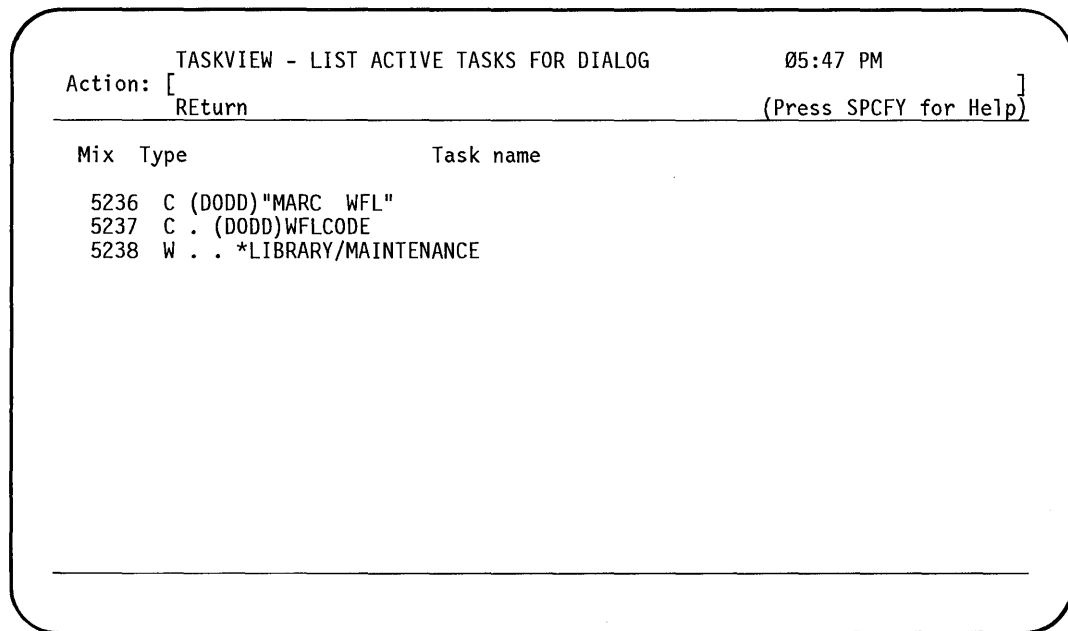 TASKVIEW - LIST ACTIVE TASKS FOR DIALOG Ø5:47 PM
Action: [ ]
REturn (Press SPCFY for Help)
Mix Type Task name
5236 C (DODD)"MARC WFL"
5237 C . (DODD)WFLCODE
5238 W . . *LIBRARY/MAINTENANCE